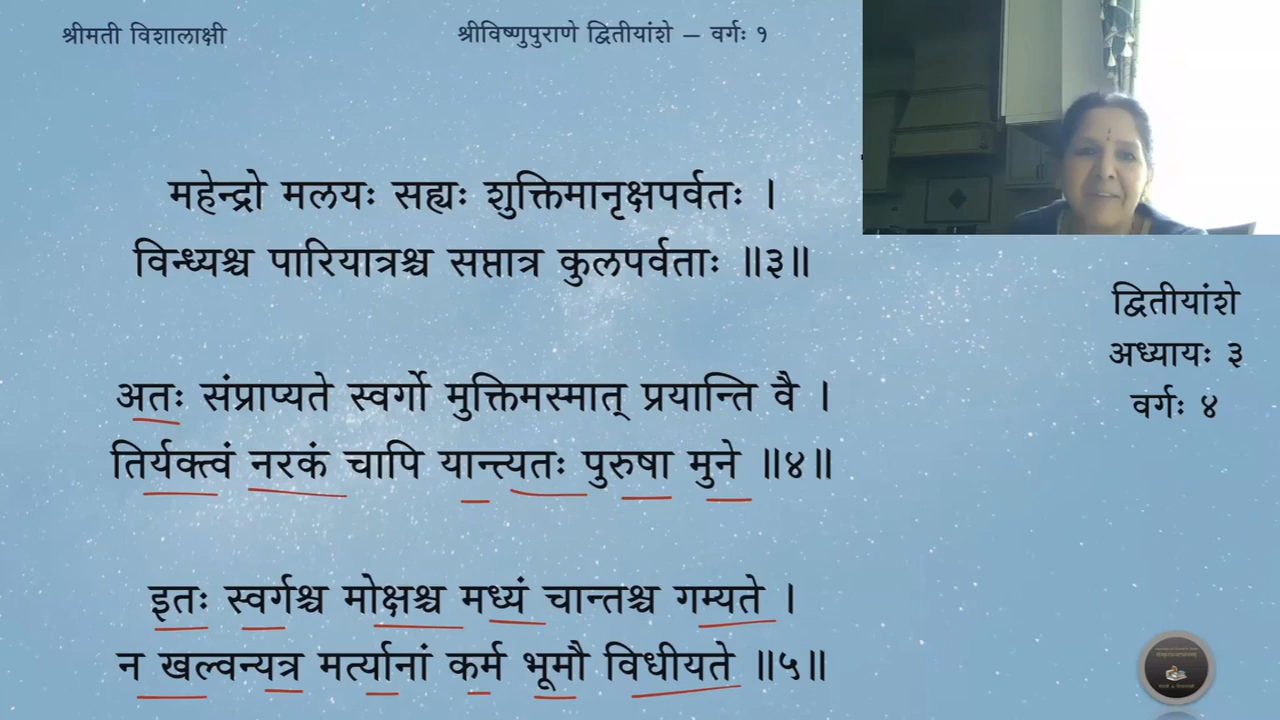 श्रीमती विशालाक्षी
श्रीविष्णुपुराणे द्वितीयांशे – वर्गः १
महेन्द्रो मलयः सह्यः शुक्तिमानृक्षपर्वतः ।
विन्ध्यश्च पारियात्रश्च सप्तात्र कुलपर्वताः ॥३॥
अतः संप्राप्यते स्वर्गो मुक्तिमस्मात् प्रयान्ति वै ।
तिर्यक्त्वं नरकं चापि यान्त्यतः पुरुषा मुने ॥४॥
इतः स्वर्गश्च मोक्षश्च मध्यं चान्तश्च गम्यते ।
न खल्वन्यत्र मर्त्यानां कर्म भूमौ विधीयते ॥५॥
द्वितीयांशे
अध्यायः ३
वर्गः ४